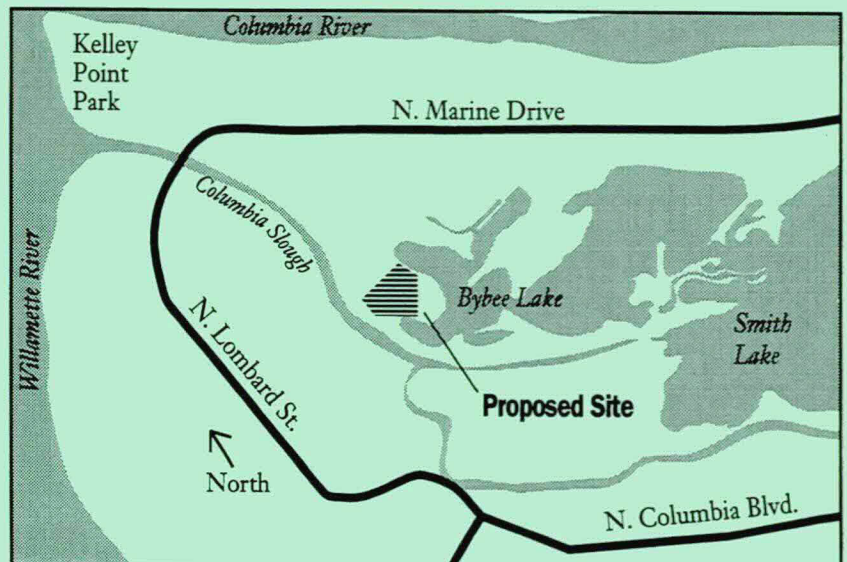 Columbia River
Kelley
Point
Park
N. Marine Drive
Columbia Slough
Willamette River
Bybee Lake
Smith
Lake
N. Lombard St.
Proposed Site
North
N. Columbia Blvd.